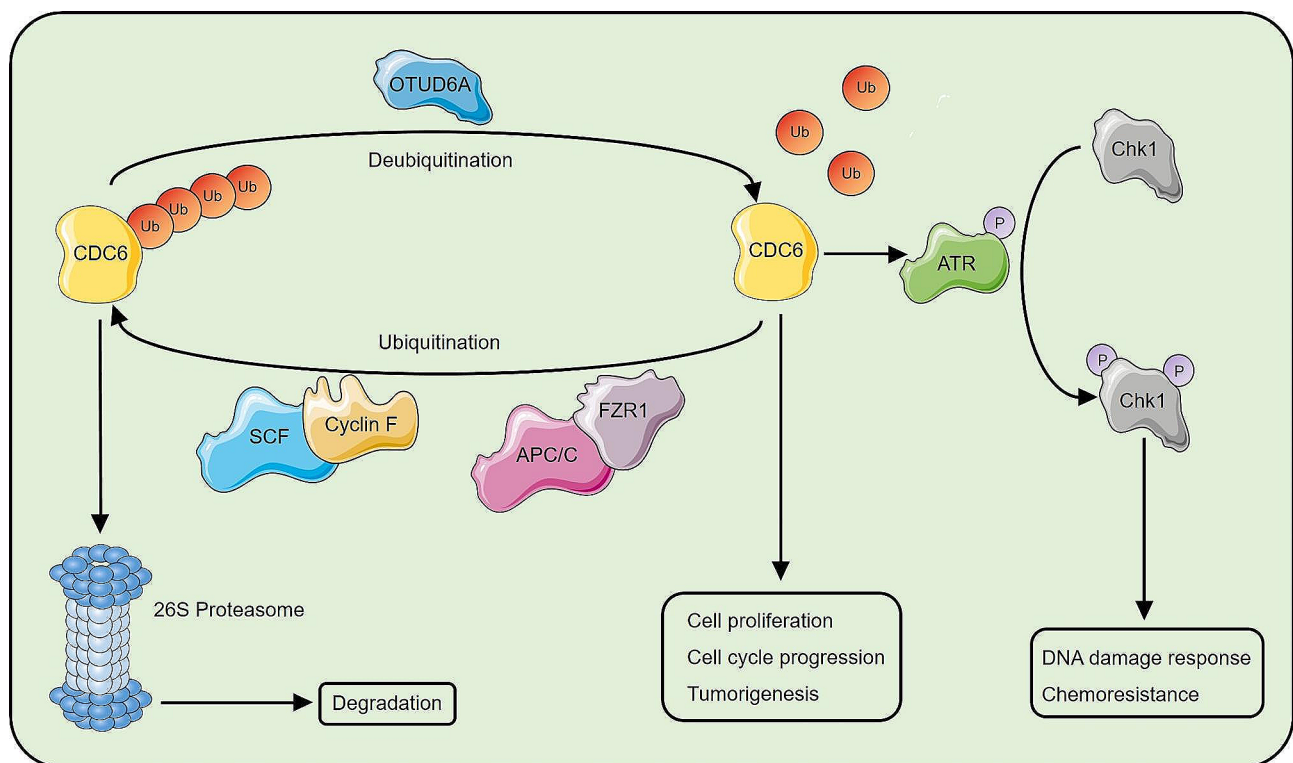 OTUD6A
Deubiquitination
Ub
Ub
Ub
Ub
Ub
Ub
Ub
CDC6
CDC6
P
ATR
Chk1
Ubiquitination
SCF
Cyclin F
APC/C
FZR1
P
P
Chk1
26S Proteasome
Degradation
Cell proliferation
Cell cycle progression
Tumorigenesis
DNA damage response
Chemoresistance